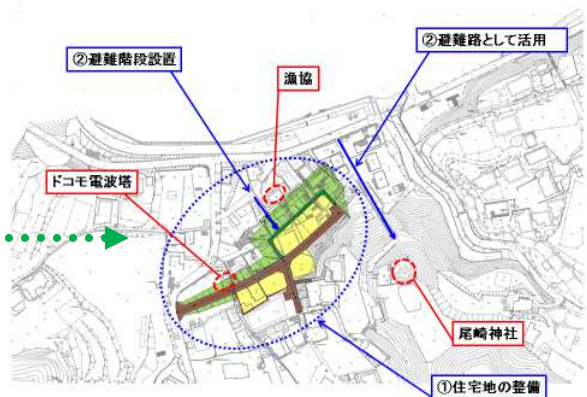 ②避難路として活用
②避難階段設置
漁協
ドコモ電波塔
尾崎神社
①住宅地の整備